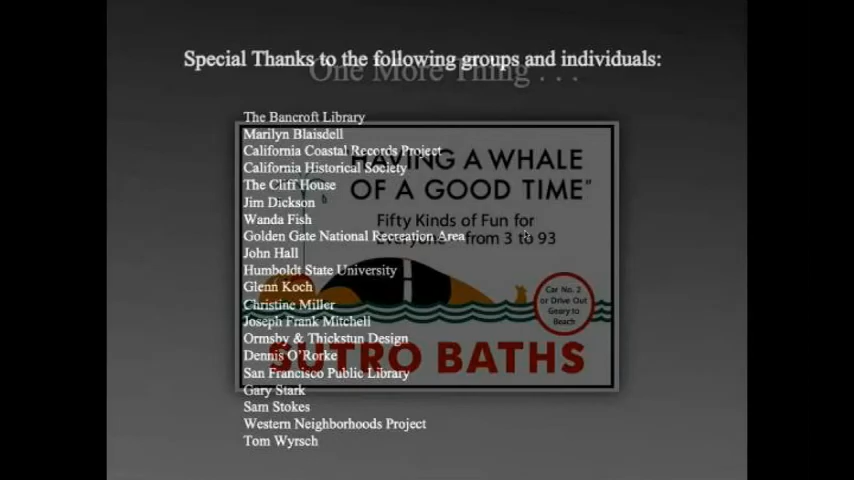 Special Thanks to the following groups and individuals:
One More Thing . . .
The Bancroft Library
Marilyn Blaisdell
California Coastal Records Project
California Historical Society
The Cliff House
Jim Dickson
Wanda Fish
Golden Gate National Recreation Area
John Hall
Humboldt State University
Glenn Koch
Christine Miller
Joseph Frank Mitchell
Ormsby & Thickstun Design
Dennis O'Rorke
San Francisco Public Library
Gary Stark
Sam Stokes
Western Neighborhoods Project
Tom Wyrsch
HAVING A WHALE
OF A GOOD TIME"
Fifty Kinds of Fun for
Everyone from 3 to 93
Car No. 2
or Drive Out
Geary to
Beach
SUTRO BATHS